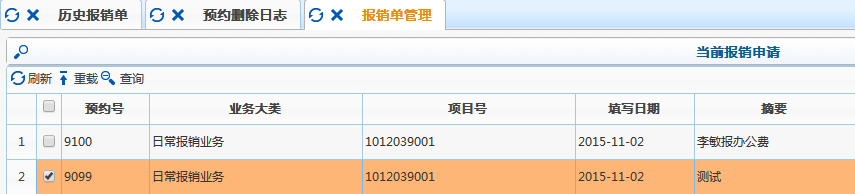 历史报销单 预约删除日志 报销单管理
当前报销申请
刷新 重载 查询
预约号 业务大类 项目号 填写日期 摘要
1 9100 日常报销业务 1012039001 2015-11-02 李敏报办公费
2 9099 日常报销业务 1012039001 2015-11-02 测试